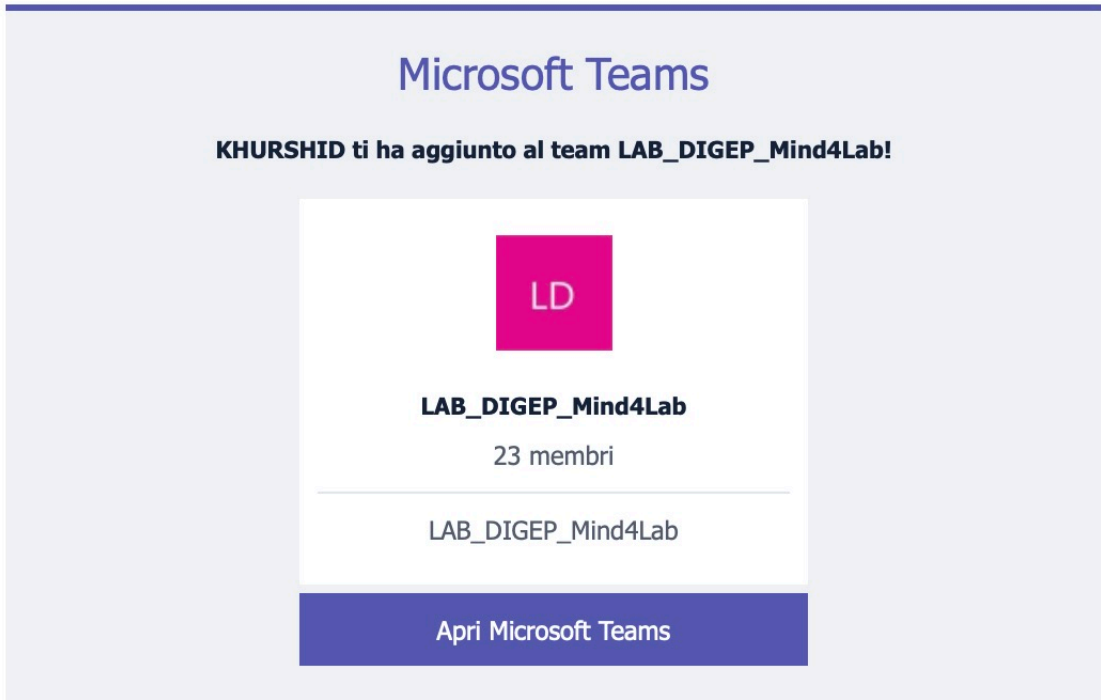 Microsoft Teams
KHURSHID ti ha aggiunto al team LAB_DIGEP_Mind4Lab!
LD
LAB_DIGEP_Mind4Lab
23 membri
LAB_DIGEP_Mind4Lab
Apri Microsoft Teams